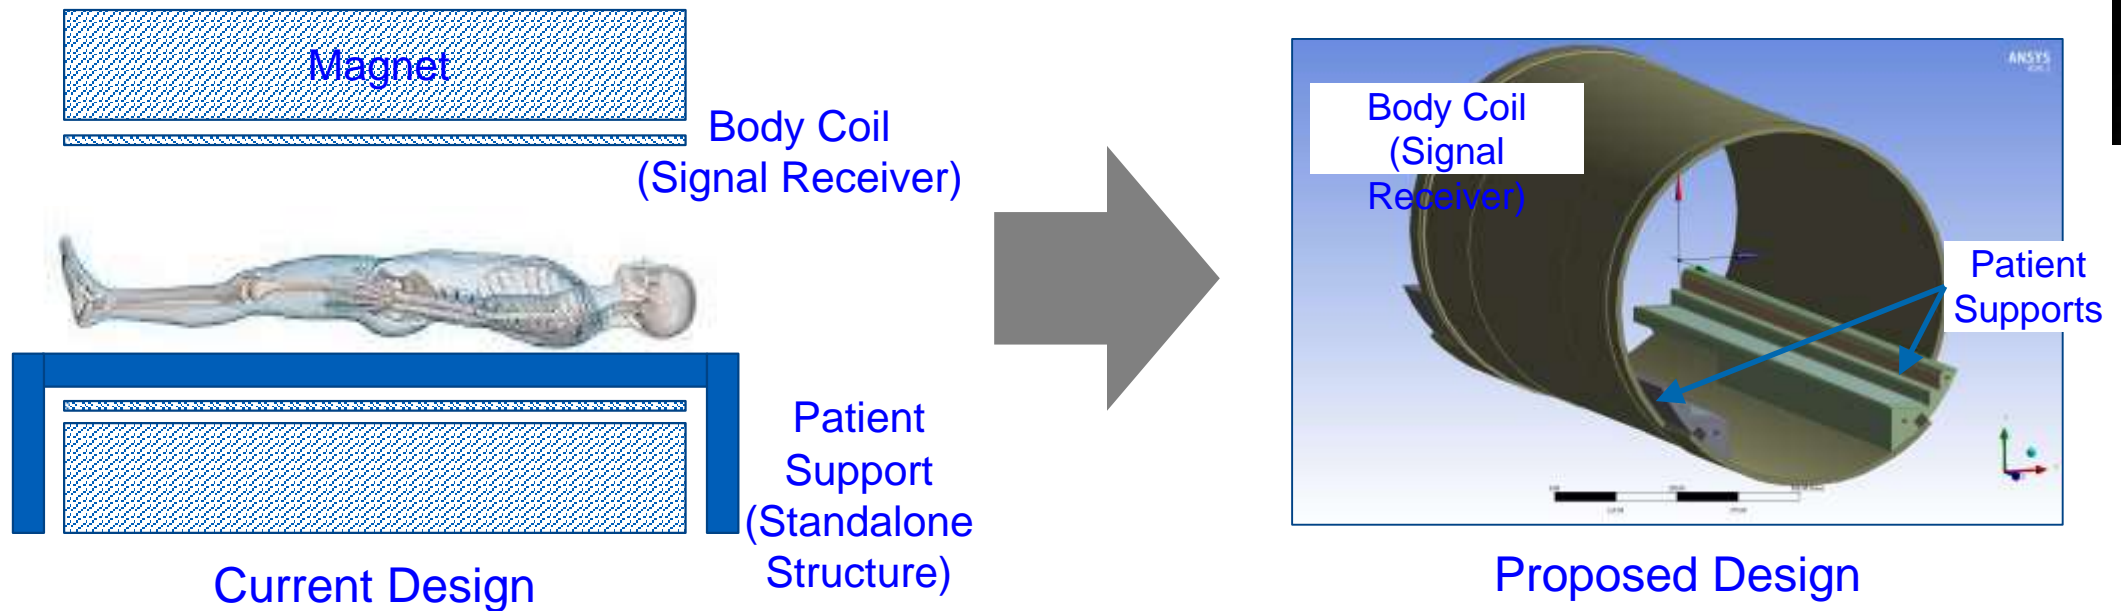 Magnet
Body Coil
(Signal Receiver)
Patient
Support
(Standalone
Structure)
Current Design
ANSYS
Body Coil
(Signal
Receiver)
Patient
Supports
Proposed Design